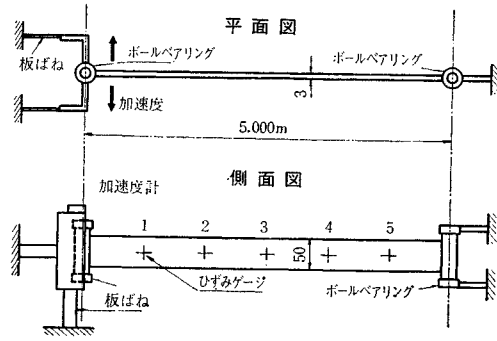 平面図
板ばね
ボールベアリング
ボールベアリング
加速度
3
5.000m
側面図
加速度計
1 2 3 4 5
50
ひずみゲージ
板ばね
ボールベアリング